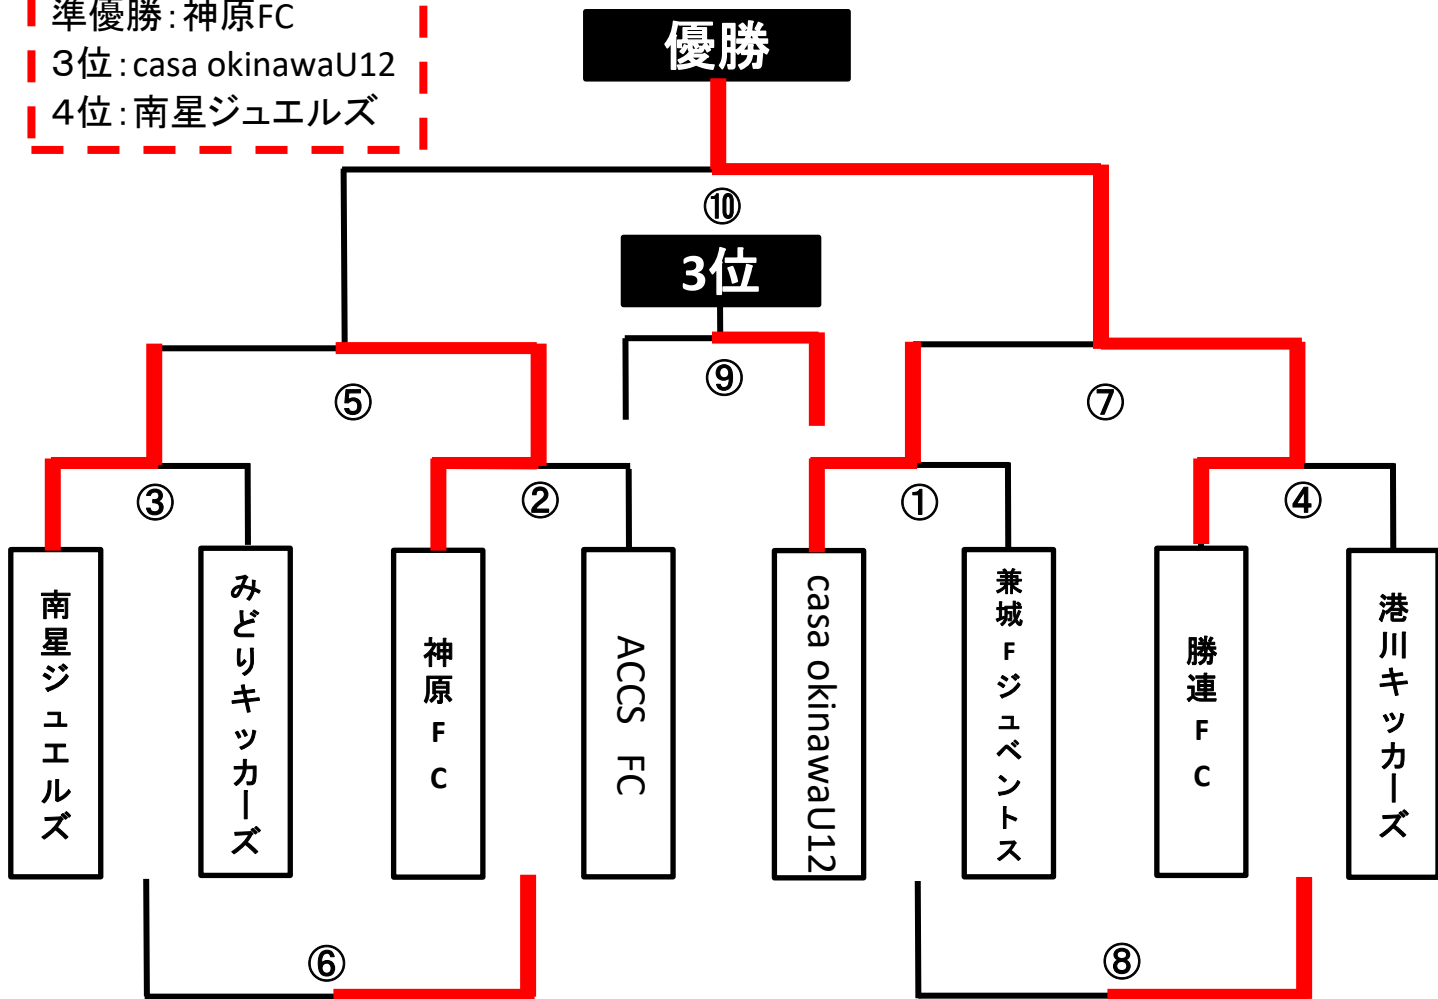 準優勝：神原FC
3位：casa okinawaU12
4位：南星ジュエルズ
優勝
⑩
3位
⑨
⑤
⑦
③
②
①
④
南星ジュエルズ
みどりキッカーズ
神原FC
ACCS FC
casa okinawaU12
兼城Fジュベントス
勝連FC
港川キッカーズ
⑥
⑧